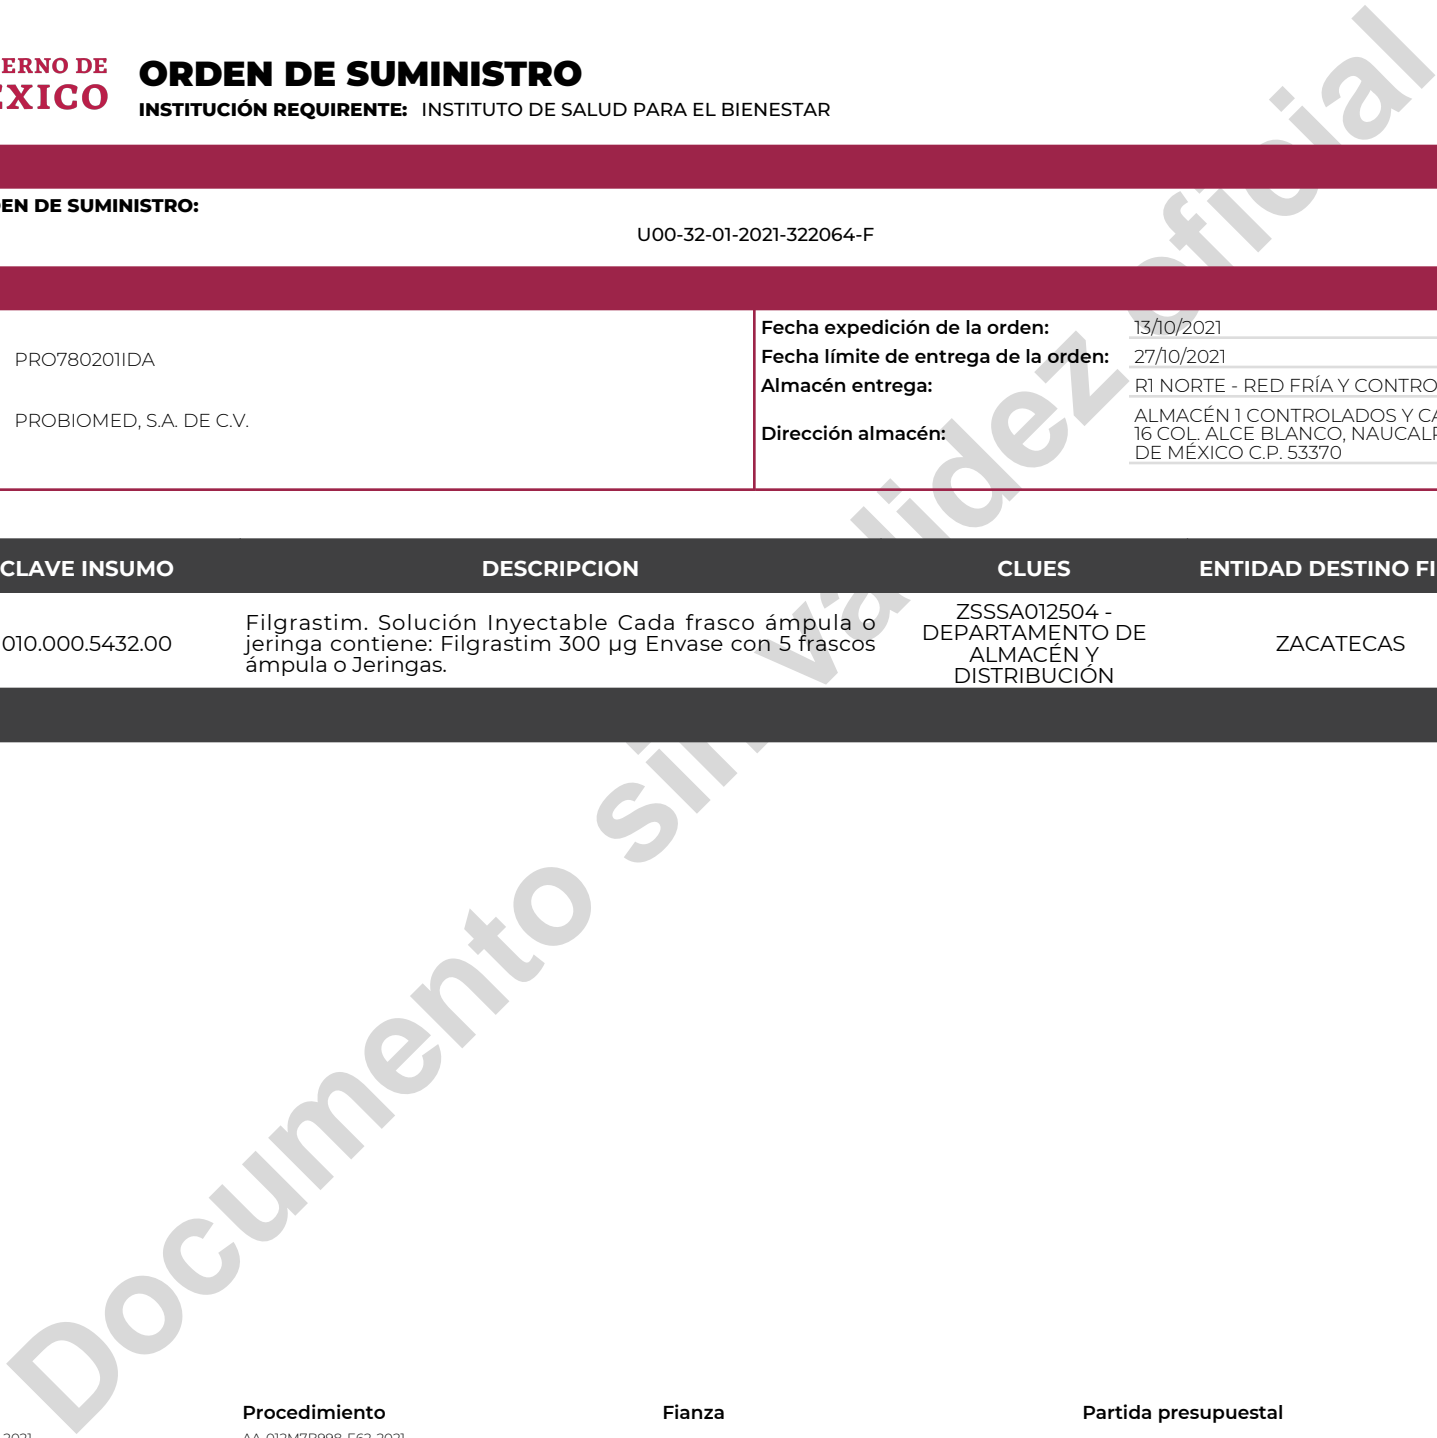 ERNO DE
EXICO
ORDEN DE SUMINISTRO
INSTITUCIÓN REQUIRENTE: INSTITUTO DE SALUD PARA EL BIENESTAR
EN DE SUMINISTRO:
U00-32-01-2021-322064-F
PRO780201IDA
PROBIOMED, S.A. DE C.V.
Fecha expedición de la orden: 13/10/2021
Fecha límite de entrega de la orden: 27/10/2021
Almacén entrega: R1 NORTE - RED FRÍA Y CONTRO
Dirección almacén: ALMACÉN 1 CONTROLADOS Y CA
16 COL. ALCE BLANCO, NAUCALP
DE MÉXICO C.P. 53370
CLAVE INSUMO DESCRIPCION CLUES ENTIDAD DESTINO FI
010.000.5432.00
Filgrastim. Solución Inyectable Cada frasco ámpula o
jeringa contiene: Filgrastim 300 µg Envase con 5 frascos
ámpula o Jeringas.
ZSSSA012504 -
DEPARTAMENTO DE
ALMACÉN Y
DISTRIBUCIÓN
ZACATECAS
Documento sin validez oficial
Procedimiento Fianza Partida presupuestal